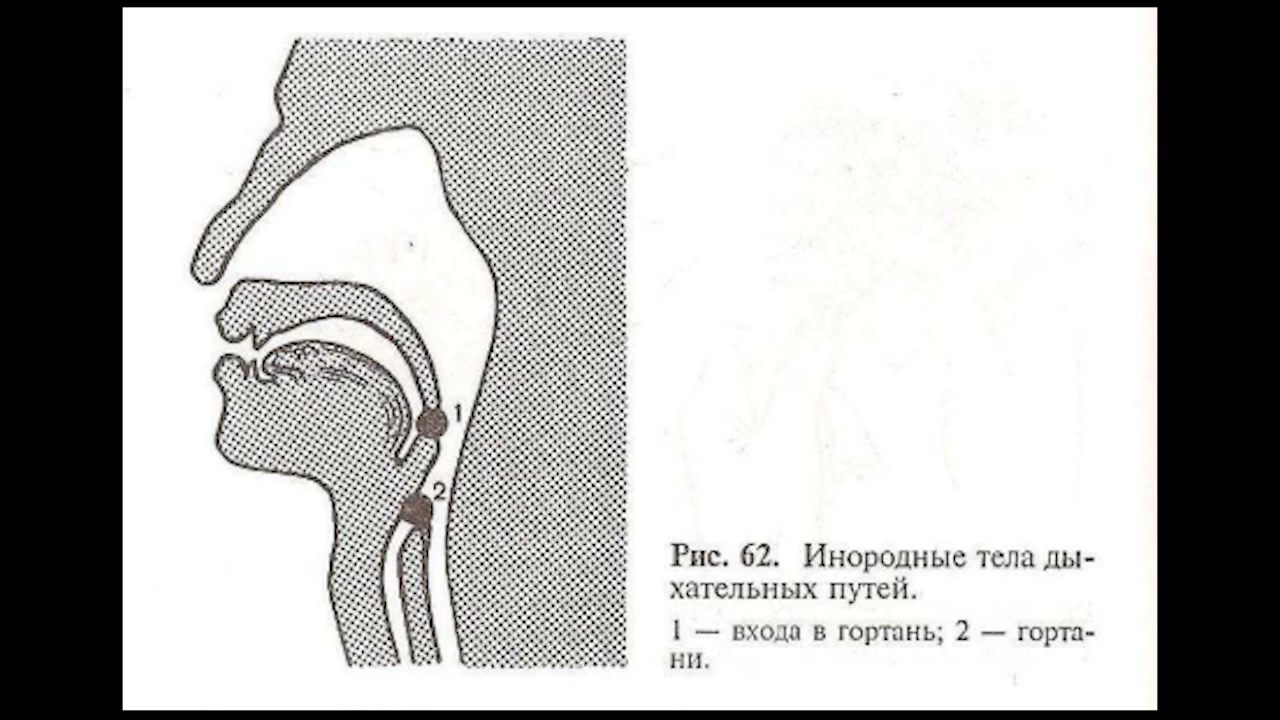 1
2
Рис. 62. Инородные тела ды-
хательных путей.
1 — входа в гортань; 2 — горта-
ни.